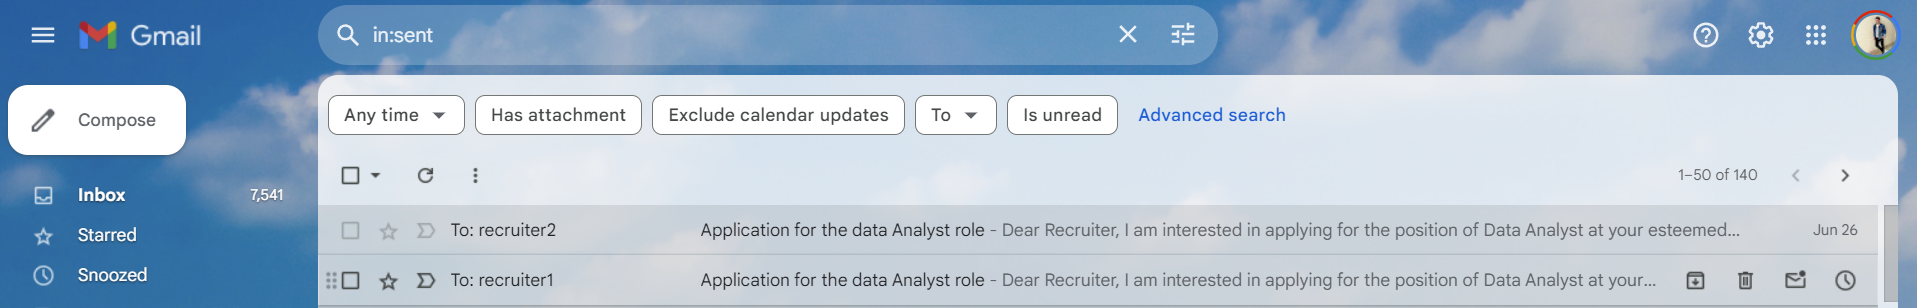 Gmail
in:sent
Compose
Any time
Has attachment
Exclude calendar updates
To
Is unread
Advanced search
1–50 of 140
Inbox 7,541
Starred
Snoozed
To: recruiter2 Application for the data Analyst role - Dear Recruiter, I am interested in applying for the position of Data Analyst at your esteemed... Jun 26
To: recruiter1 Application for the data Analyst role - Dear Recruiter, I am interested in applying for the position of Data Analyst at your...